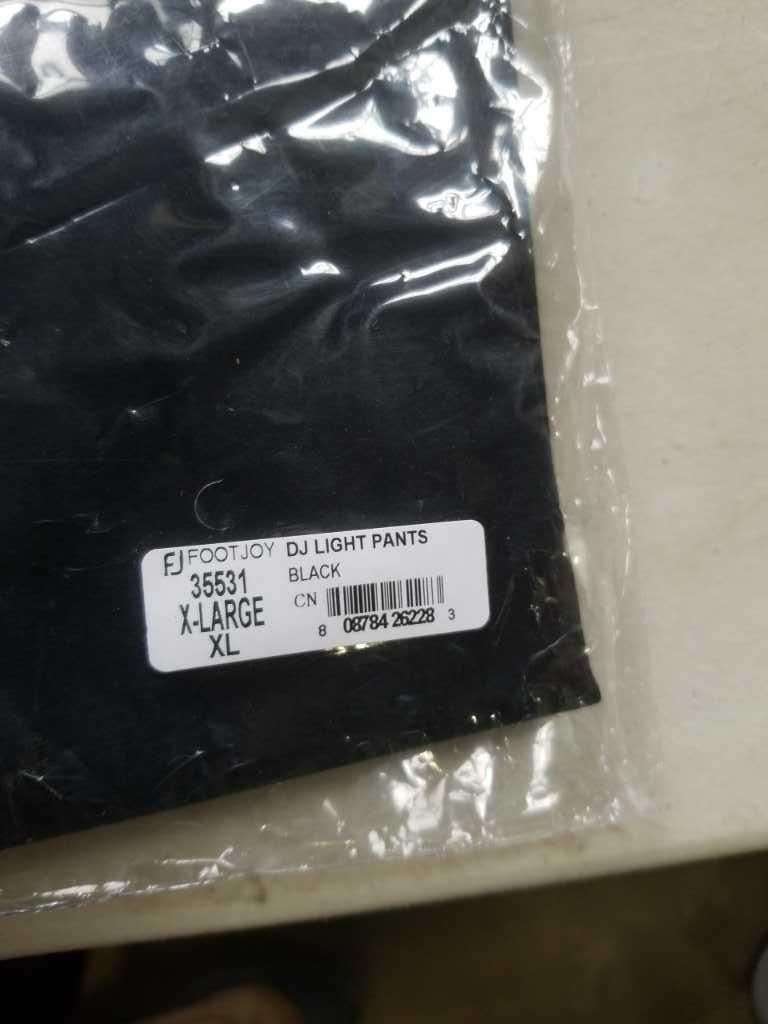 FJ FOOTJOY DJ LIGHT PANTS
35531 BLACK
X-LARGE CN
XL 8 08784 26228 3